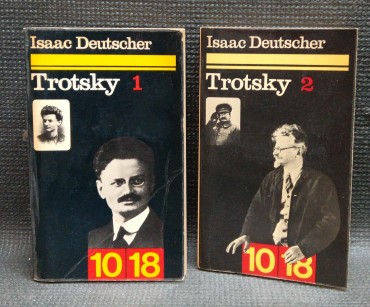 Isaac Deutscher
Trotsky 1
10 18
Isaac Deutscher
Trotsky 2
10 18